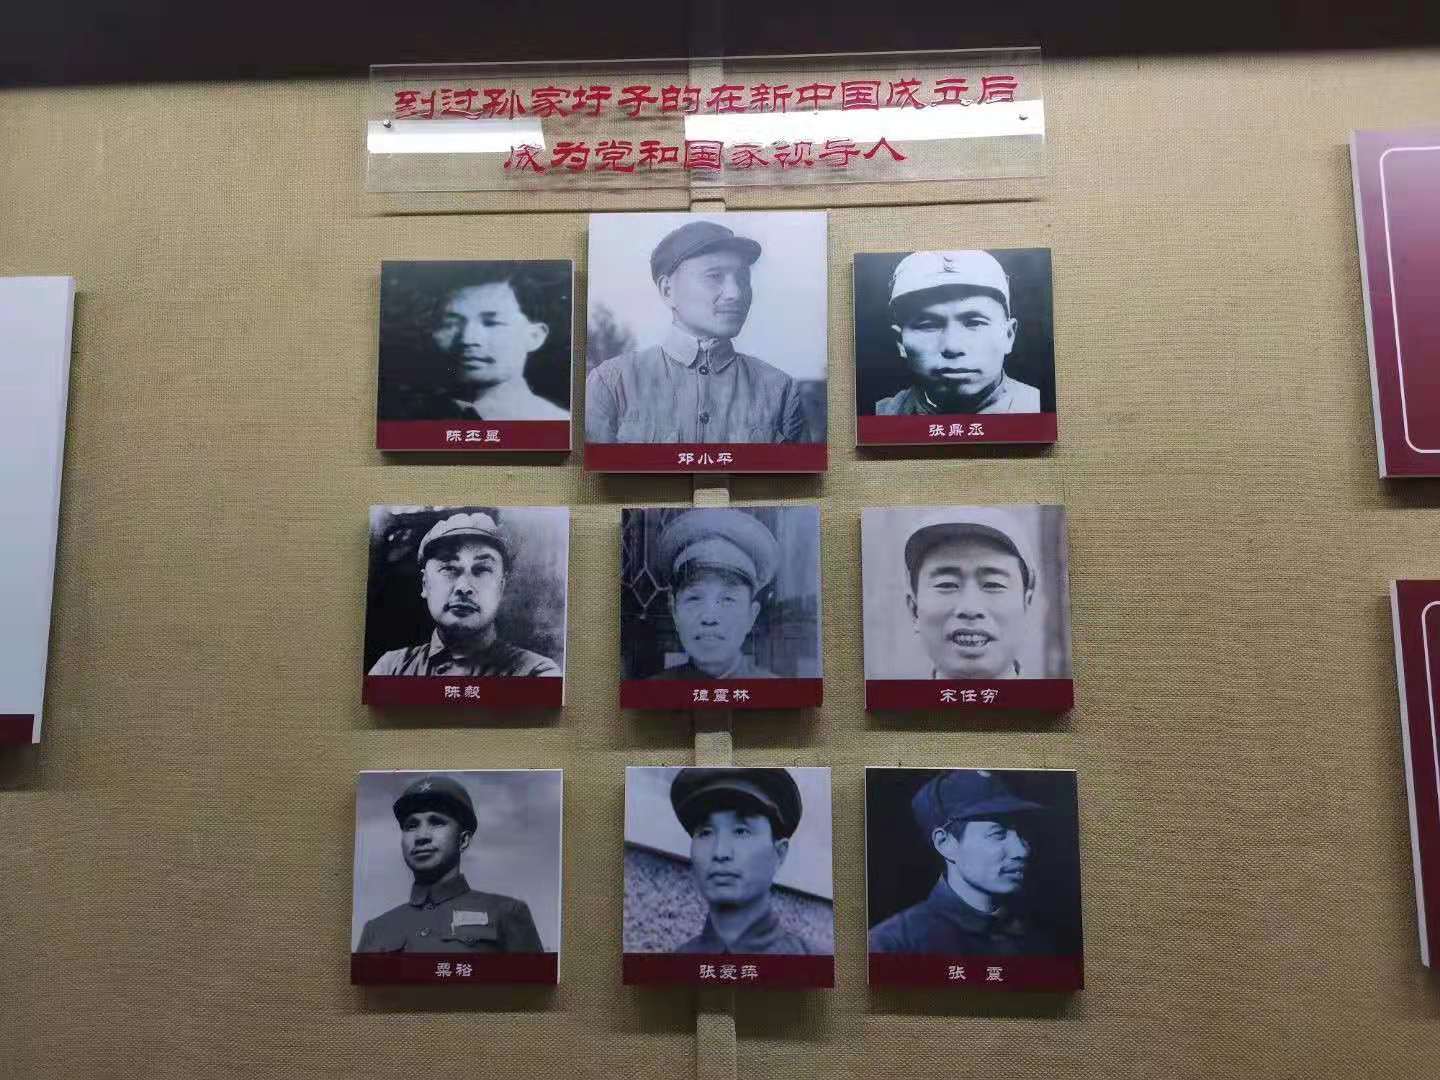 到过孙家圩子的在新中国成立后
成为党和国家领导人
陈丕显
邓小平
张鼎丞
陈毅
谭震林
宋任穷
粟裕
张爱萍
张 震